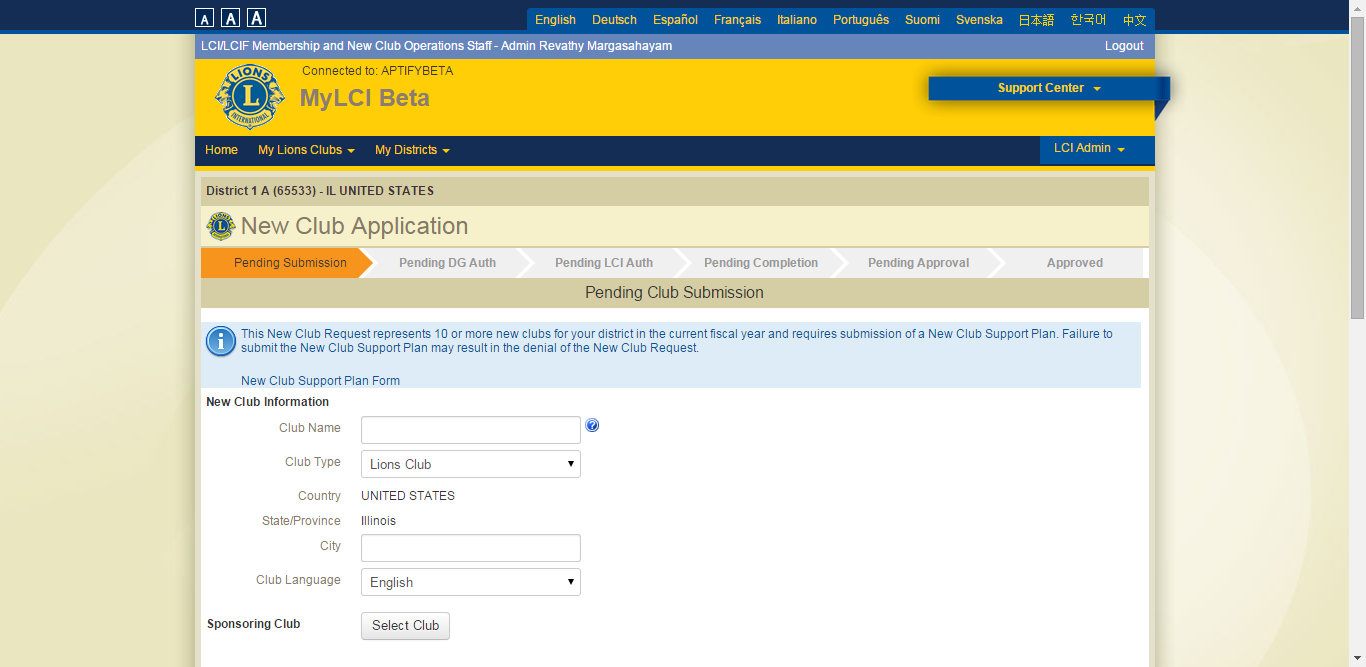 A A A
English Deutsch Español Français Italiano Português Suomi Svenska 日本語 한국어 中文
LCI/LCIF Membership and New Club Operations Staff - Admin Revathy Margasahayam Logout
LIONS
L
INTERNATIONAL
Connected to: APTIFYBETA
MyLCI Beta
Support Center
Home My Lions Clubs My Districts LCI Admin
District 1 A (65533) - IL UNITED STATES
LIONS
L
New Club Application
Pending Submission Pending DG Auth Pending LCI Auth Pending Completion Pending Approval Approved
Pending Club Submission
i
This New Club Request represents 10 or more new clubs for your district in the current fiscal year and requires submission of a New Club Support Plan. Failure to
submit the New Club Support Plan may result in the denial of the New Club Request.
New Club Support Plan Form
New Club Information
Club Name ?
Club Type Lions Club
Country UNITED STATES
State/Province Illinois
City
Club Language English
Sponsoring Club Select Club